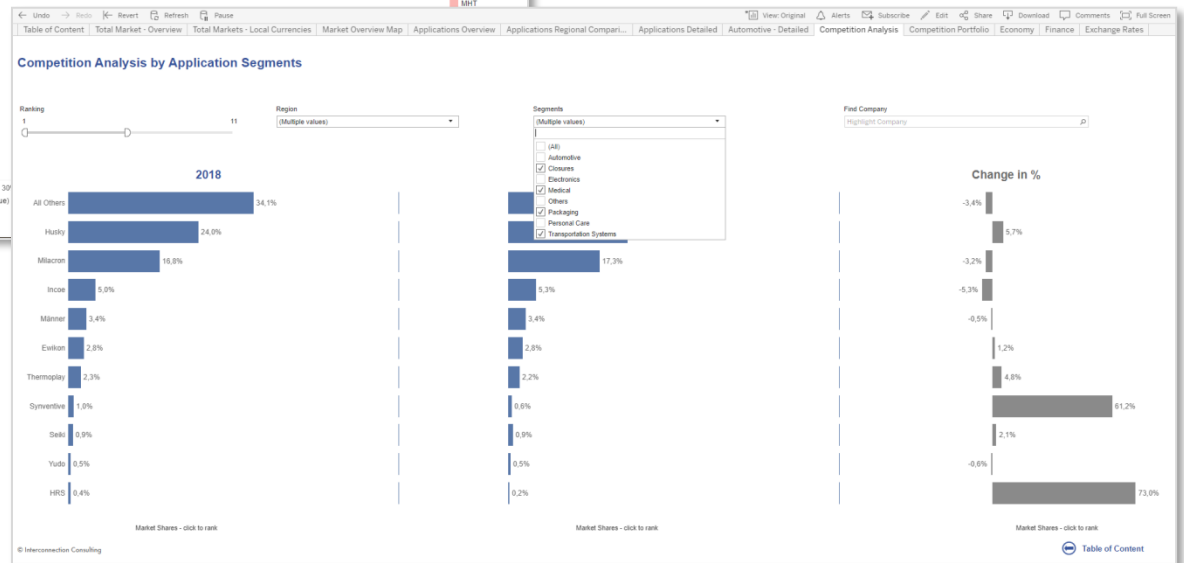 MHT
Undo Redo Revert Refresh Pause View: Original Alerts Subscribe Edit Share Download Comments Full Screen
Table of Content Total Market - Overview Total Markets - Local Currencies Market Overview Map Applications Overview Applications Regional Compari... Applications Detailed Automotive - Detailed Competition Analysis Competition Portfolio Economy Finance Exchange Rates
Competition Analysis by Application Segments
Ranking Region Segments Find Company
1 11 (Multiple values) (Multiple values) Highlight Company
(All)
Automotive
Closures
Electronics
Medical
Others
Packaging
Personal Care
Transportation Systems
2018 Change in %
All Others 34,1% -3,4%
Husky 24,0% 5,7%
Milacron 16,8% 17,3% -3,2%
Incoe 5,0% 5,3% -5,3%
Männer 3,4% 3,4% -0,5%
Ewikon 2,8% 2,8% 1,2%
Thermoplay 2,3% 2,2% 4,8%
Synventive 1,0% 0,6% 61,2%
Seiki 0,9% 0,9% 2,1%
Yudo 0,5% 0,5% -0,6%
HRS 0,4% 0,2% 73,0%
Market Shares - click to rank Market Shares - click to rank Market Shares - click to rank
© Interconnection Consulting Table of Content